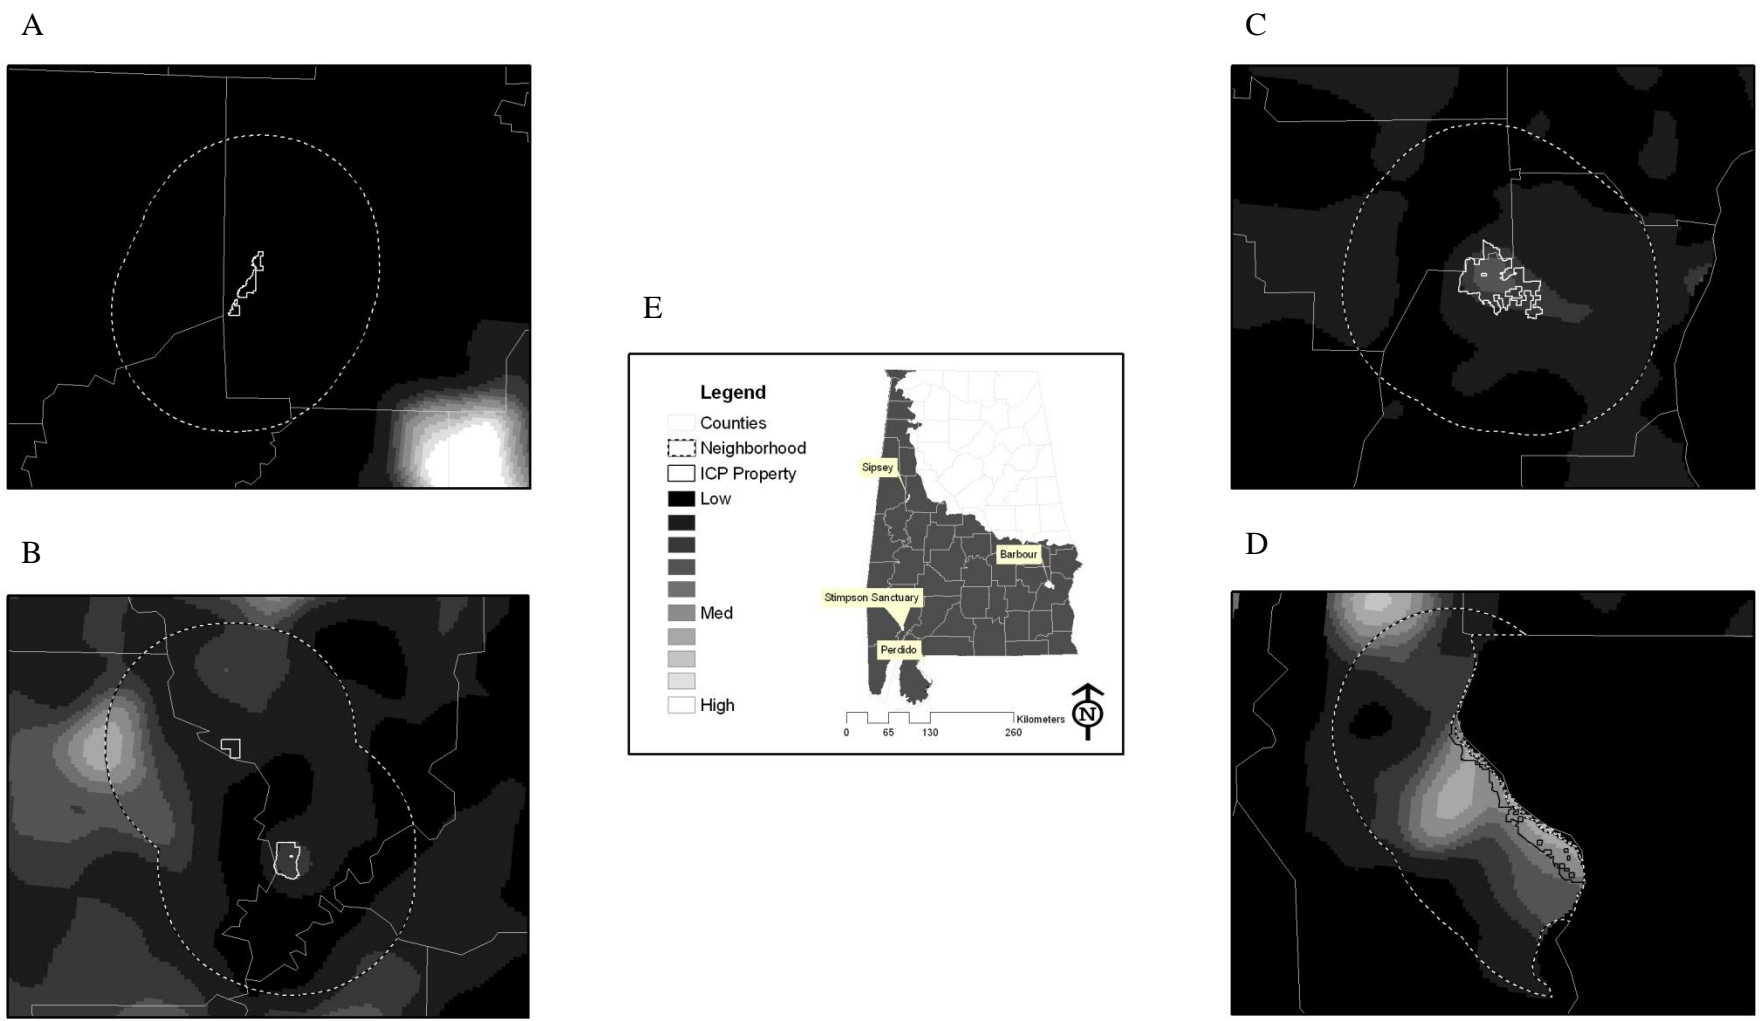 A
C
E
Legend
Counties
Neighborhood
ICP Property
Low
Med
High
Sipsey
Barbour
Stimpson Sanctuary
Perdido
N
Kilometers
0 65 130 260
B
D